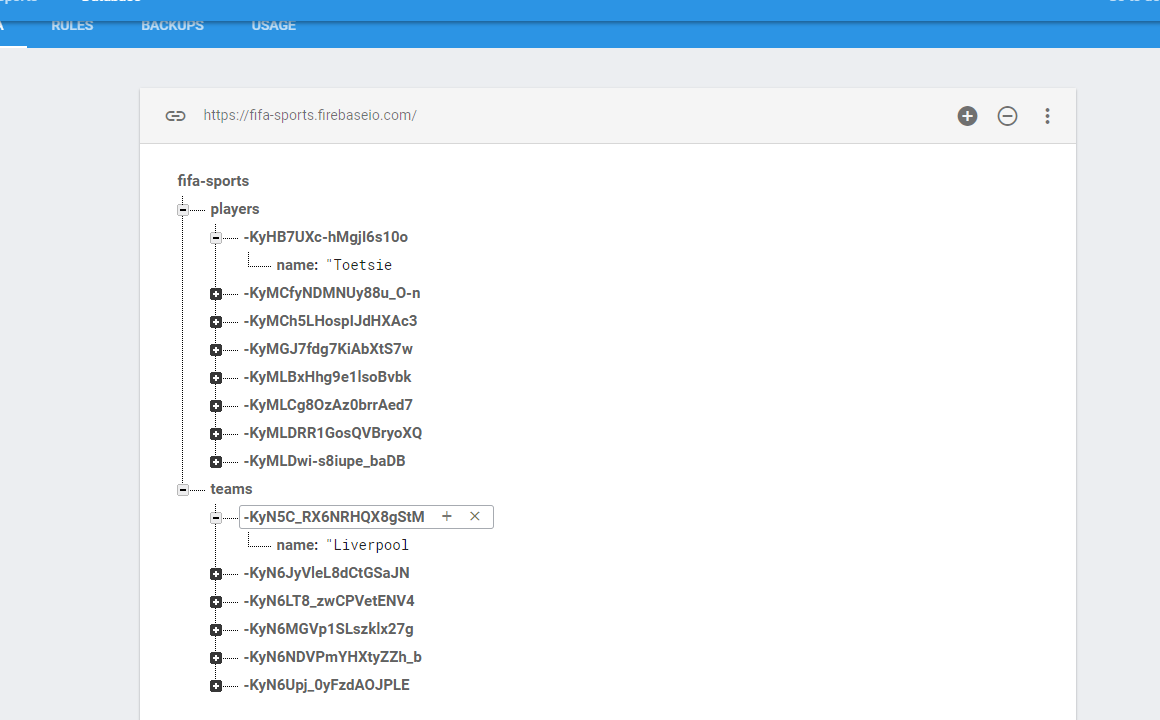 RULES BACKUPS USAGE
https://fifa-sports.firebaseio.com/
fifa-sports
players
-KyHB7UXc-hMgjI6s10o
name: "Toetsie
-KyMCfyNDMNUy88u_O-n
-KyMCh5LHospIJdHXAc3
-KyMGJ7fdg7KiAbXtS7w
-KyMLBxHhg9e1lsoBvbk
-KyMLCg8OzAz0brrAed7
-KyMLDRR1GosQVBryoXQ
-KyMLDwi-s8iupe_baDB
teams
-KyN5C_RX6NRHQX8gStM + ×
name: "Liverpool
-KyN6JyVleL8dCtGSaJN
-KyN6LT8_zwCPVetENV4
-KyN6MGVp1SLszklx27g
-KyN6NDVPmYHXtyZZh_b
-KyN6Upj_0yFzdAOJPLE